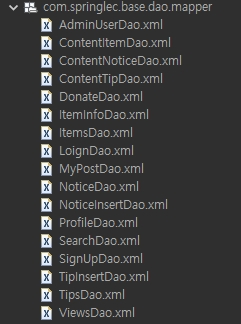 com.springlec.base.dao.mapper
AdminUserDao.xml
ContentItemDao.xml
ContentNoticeDao.xml
ContentTipDao.xml
DonateDao.xml
ItemInfoDao.xml
ItemsDao.xml
LoignDao.xml
MyPostDao.xml
NoticeDao.xml
NoticeInsertDao.xml
ProfileDao.xml
SearchDao.xml
SignUpDao.xml
TipInsertDao.xml
TipsDao.xml
ViewsDao.xml